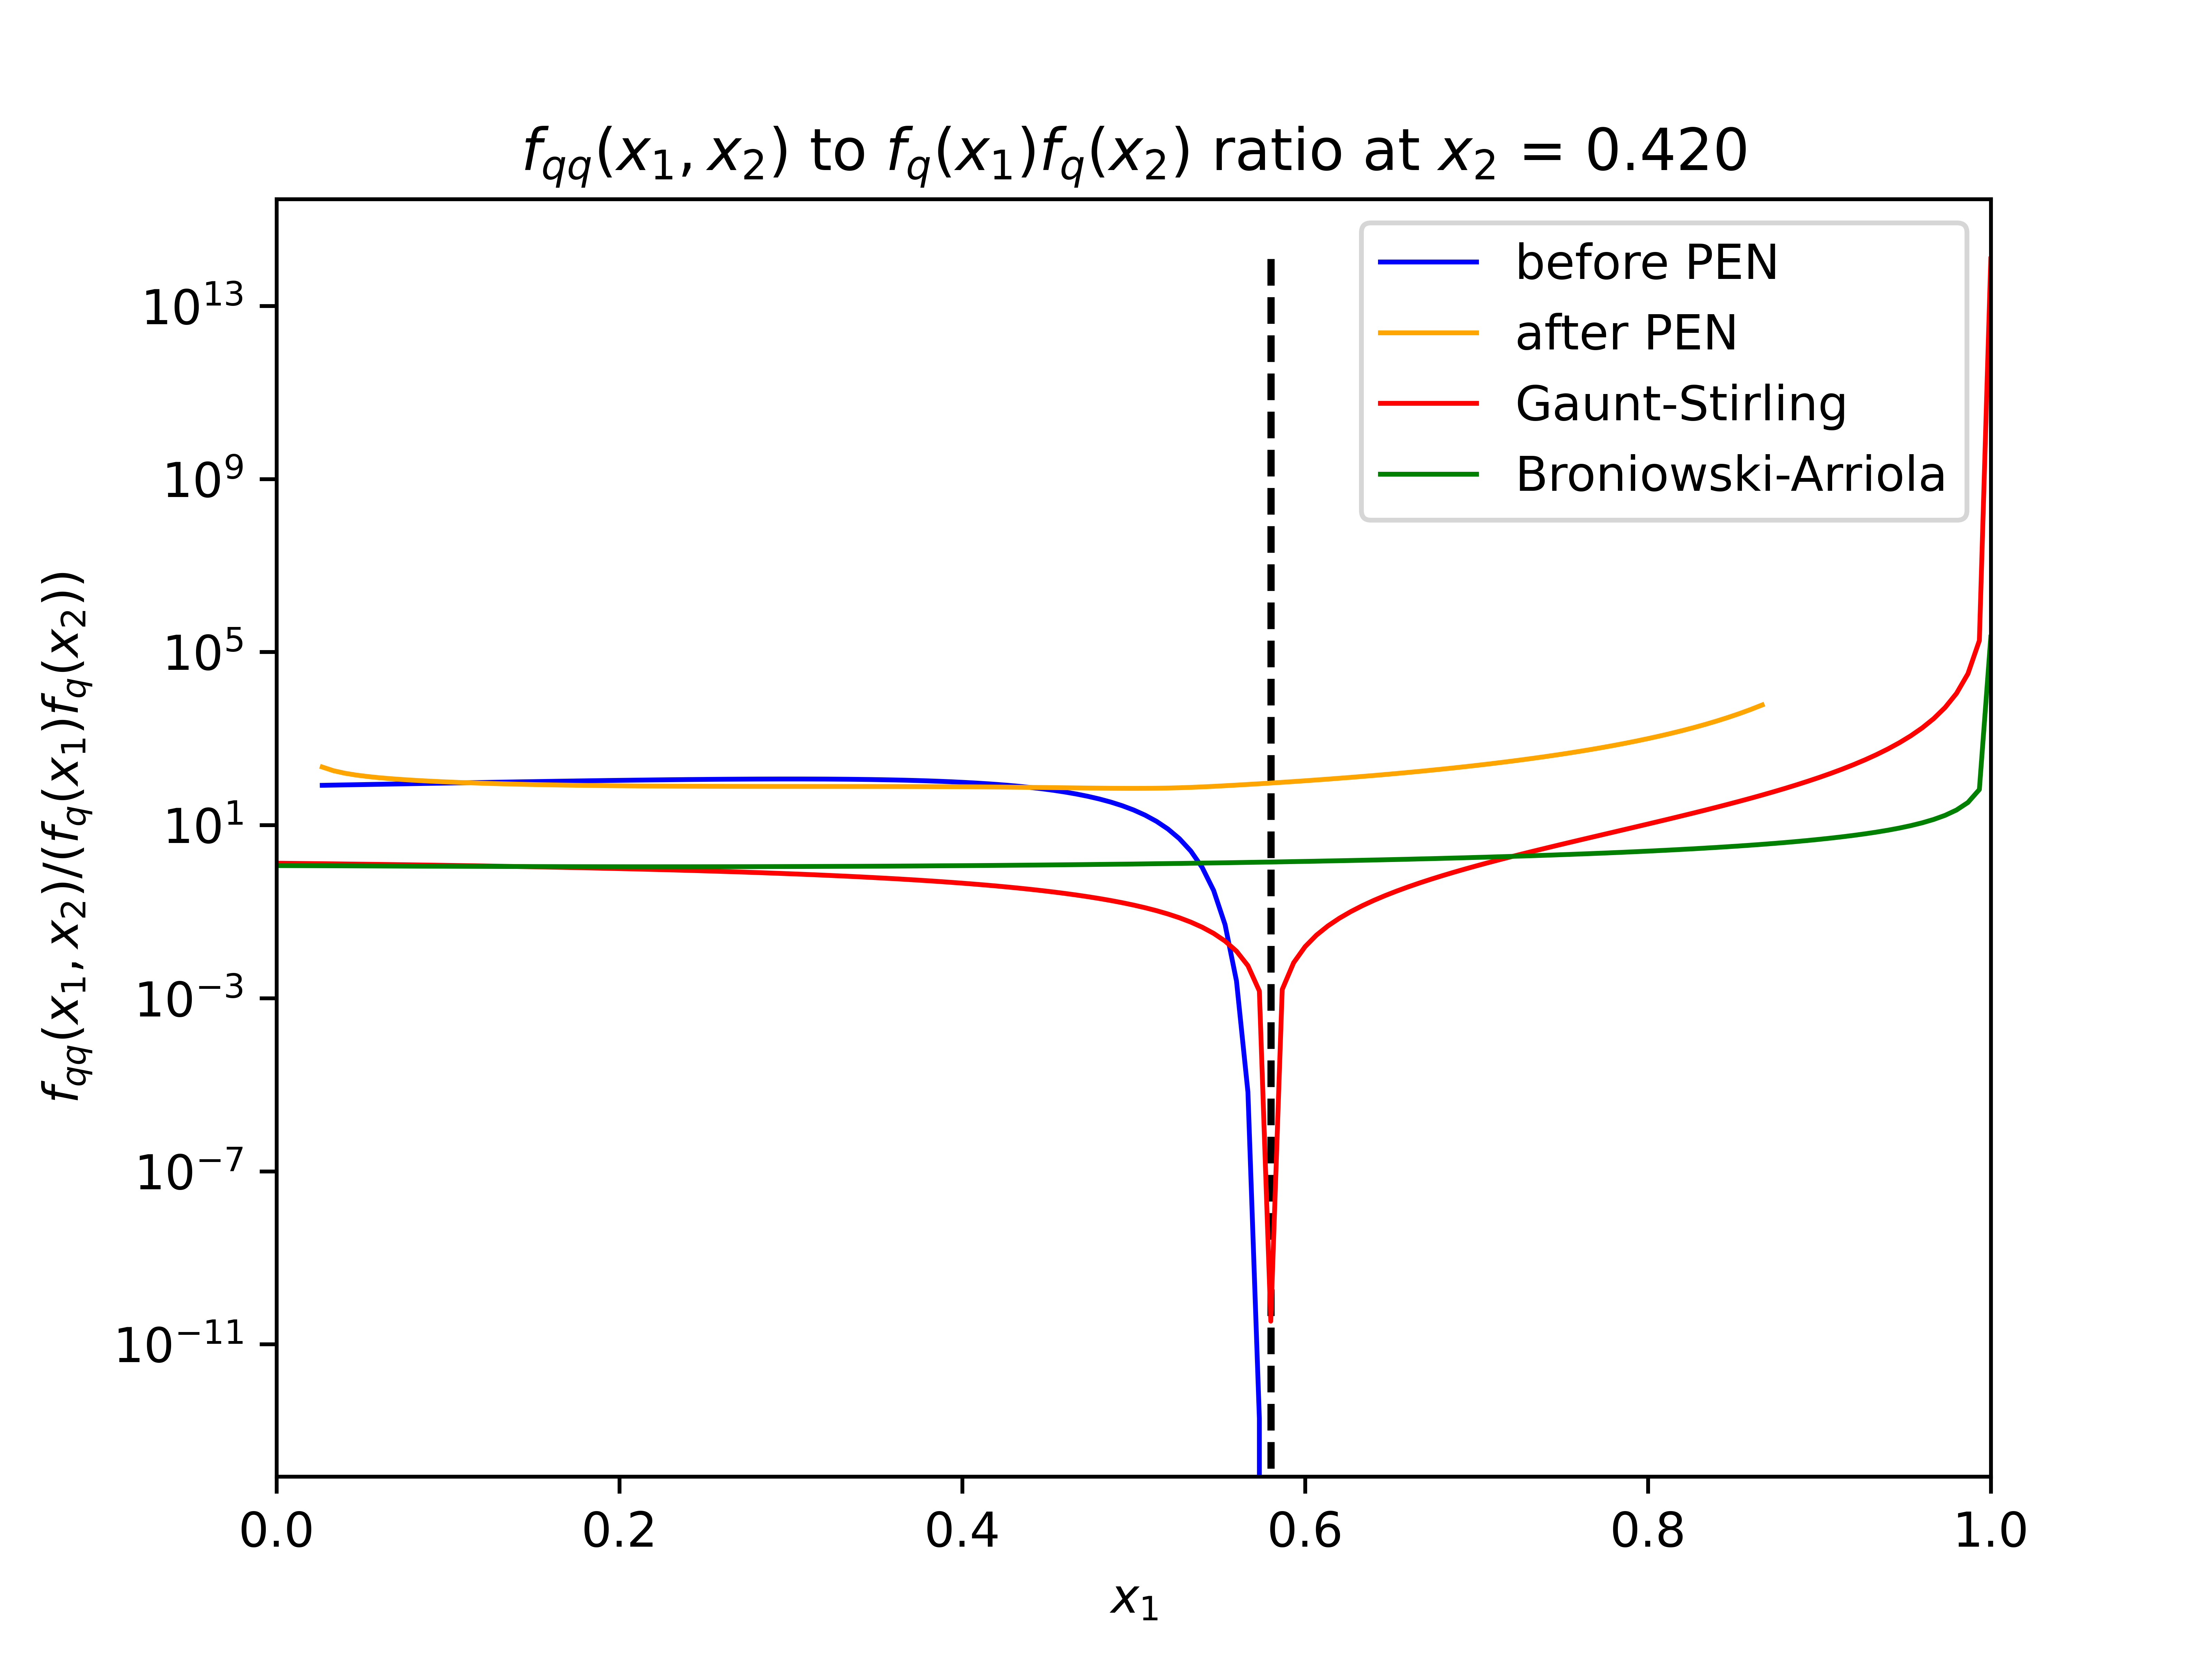 f_qq(x_1, x_2) to f_q(x_1)f_q(x_2) ratio at x_2 = 0.420
before PEN
after PEN
Gaunt-Stirling
Broniowski-Arriola
f_qq(x_1, x_2)/(f_q(x_1)f_q(x_2))
10^13
10^9
10^5
10^1
10^−3
10^−7
10^−11
0.0 0.2 0.4 0.6 0.8 1.0
x_1